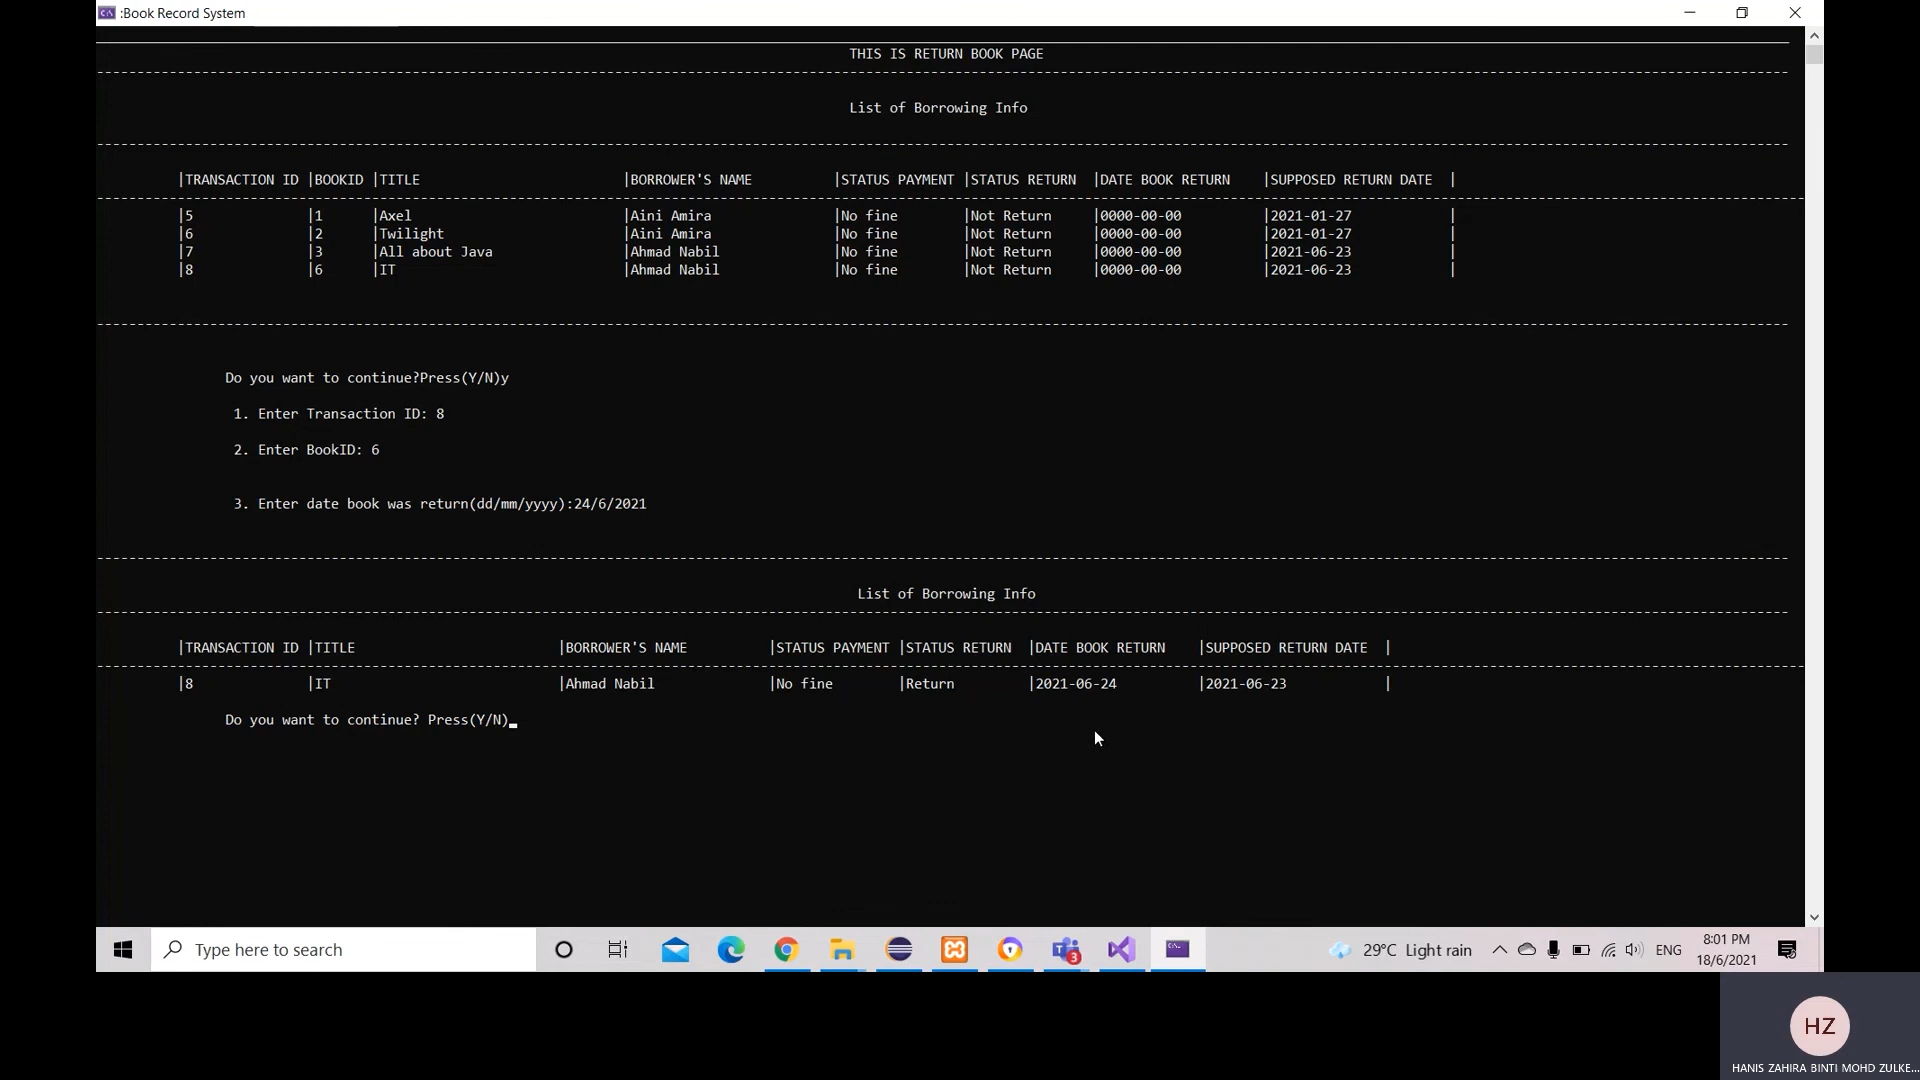 :Book Record System
THIS IS RETURN BOOK PAGE
List of Borrowing Info
|TRANSACTION ID |BOOKID |TITLE |BORROWER'S NAME |STATUS PAYMENT |STATUS RETURN |DATE BOOK RETURN |SUPPOSED RETURN DATE |
|5 |1 |Axel |Aini Amira |No fine |Not Return |0000-00-00 |2021-01-27 |
|6 |2 |Twilight |Aini Amira |No fine |Not Return |0000-00-00 |2021-01-27 |
|7 |3 |All about Java |Ahmad Nabil |No fine |Not Return |0000-00-00 |2021-06-23 |
|8 |6 |IT |Ahmad Nabil |No fine |Not Return |0000-00-00 |2021-06-23 |
Do you want to continue?Press(Y/N)y
1. Enter Transaction ID: 8
2. Enter BookID: 6
3. Enter date book was return(dd/mm/yyyy):24/6/2021
List of Borrowing Info
|TRANSACTION ID |TITLE |BORROWER'S NAME |STATUS PAYMENT |STATUS RETURN |DATE BOOK RETURN |SUPPOSED RETURN DATE |
|8 |IT |Ahmad Nabil |No fine |Return |2021-06-24 |2021-06-23 |
Do you want to continue? Press(Y/N)
Type here to search
3
29°C Light rain
ENG
8:01 PM
18/6/2021
HZ
HANIS ZAHIRA BINTI MOHD ZULKE...